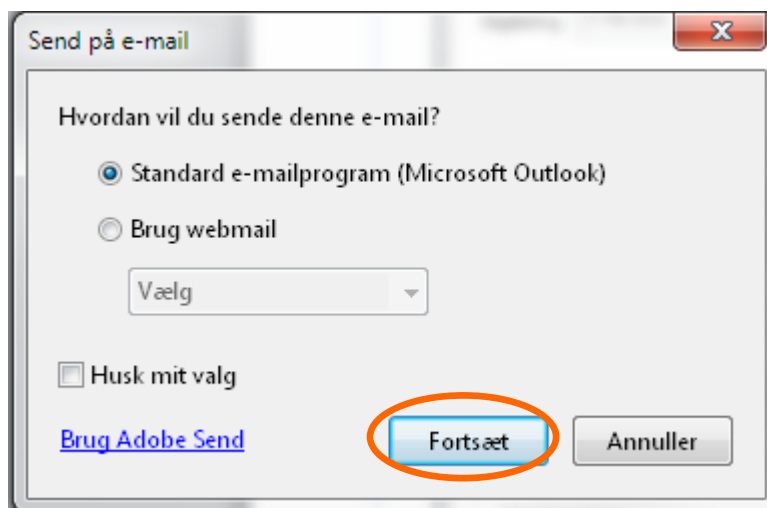 Send på e-mail
Hvordan vil du sende denne e-mail?
Standard e-mailprogram (Microsoft Outlook)
Brug webmail
Vælg
Husk mit valg
Brug Adobe Send
Fortsæt
Annuller